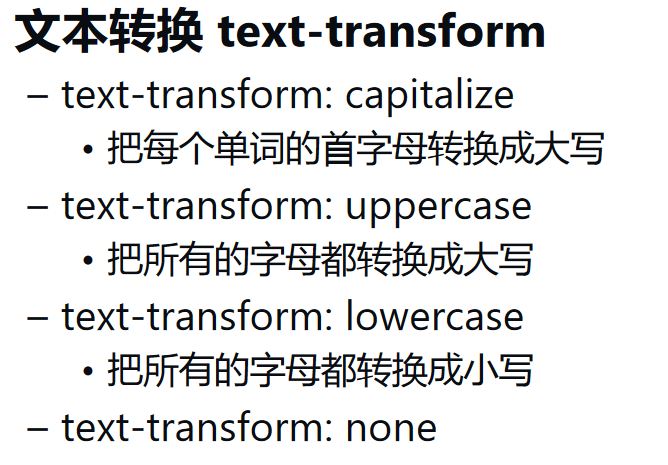 文本转换 text-transform
– text-transform: capitalize
• 把每个单词的首字母转换成大写
– text-transform: uppercase
• 把所有的字母都转换成大写
– text-transform: lowercase
• 把所有的字母都转换成小写
– text-transform: none